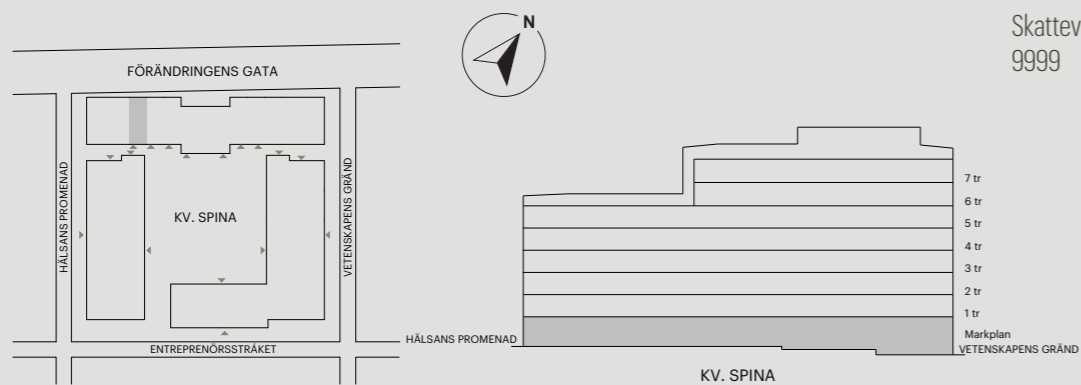 FÖRÄNDRINGENS GATA
N
Skattev
9999
HÄLSANS PROMENAD
KV. SPINA
VETENSKAPENS GRÄND
ENTREPRENÖRSSTRÅKET
7 tr
6 tr
5 tr
4 tr
3 tr
2 tr
1 tr
Markplan
HÄLSANS PROMENAD
VETENSKAPENS GRÄND
KV. SPINA